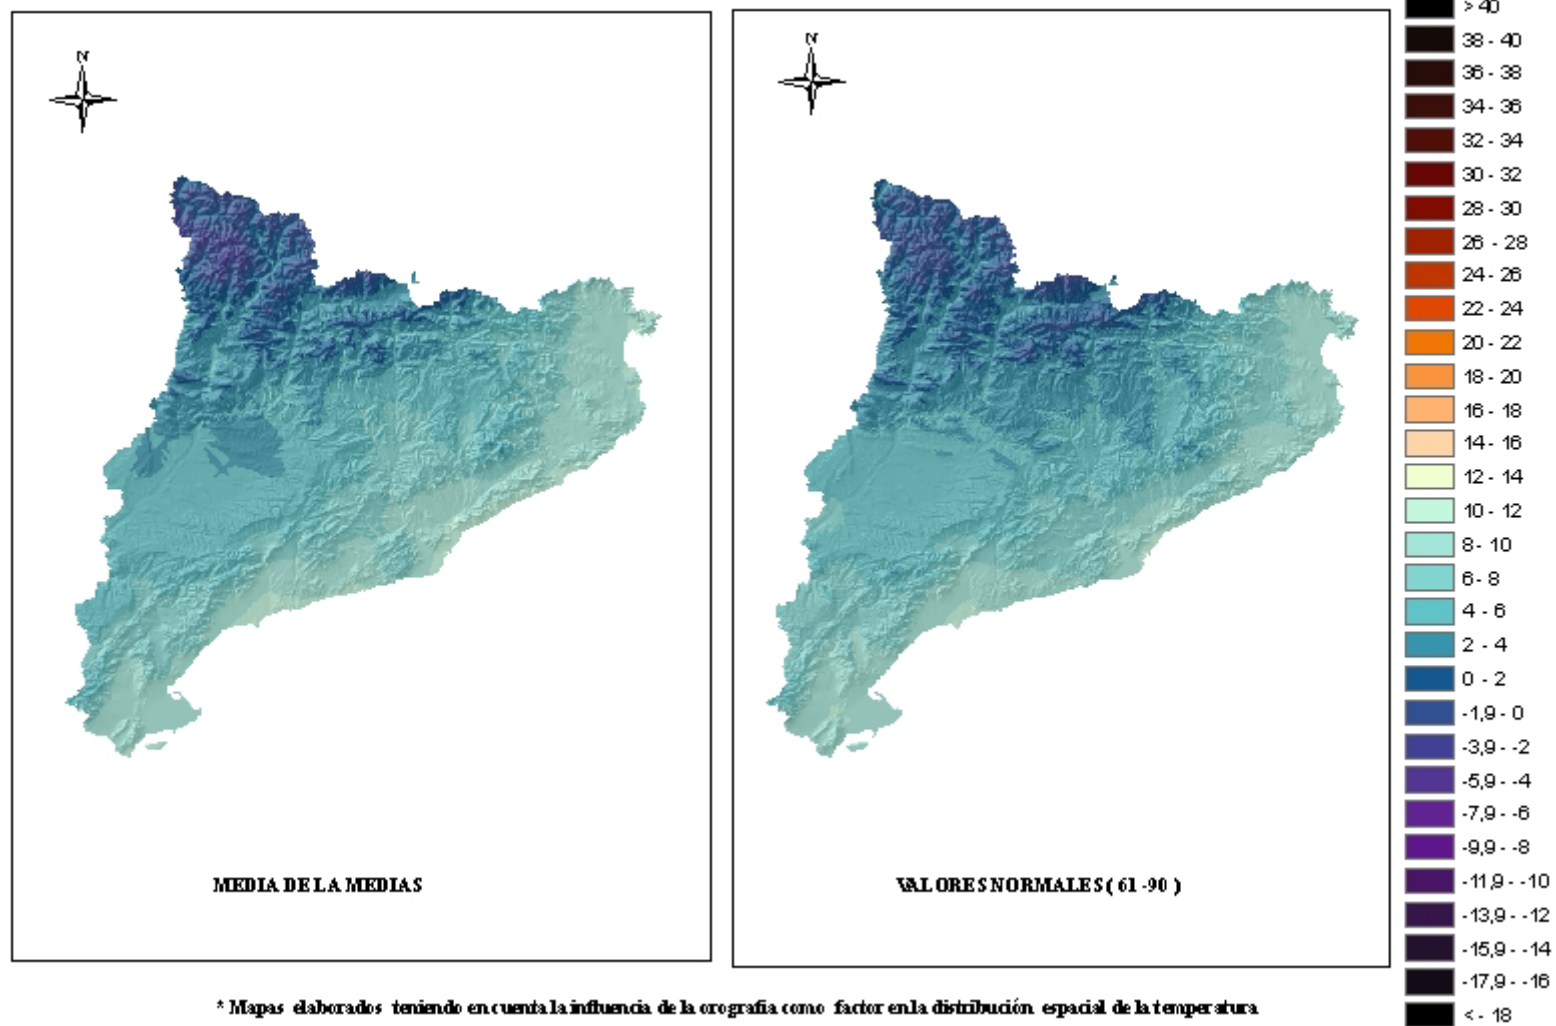 N
N
> 40
38 - 40
36 - 38
34 - 36
32 - 34
30 - 32
28 - 30
26 - 28
24 - 26
22 - 24
20 - 22
18 - 20
16 - 18
14 - 16
12 - 14
10 - 12
8 - 10
6 - 8
4 - 6
2 - 4
0 - 2
-1,9 - 0
-3,9 - -2
-5,9 - -4
-7,9 - -6
-9,9 - -8
-11,9 - -10
-13,9 - -12
-15,9 - -14
-17,9 - -16
< - 18
MEDIA DE LA MEDIAS
VALORES NORMALES ( 61 -90 )
* Mapas elaborados teniendo en cuenta la influencia de la orografia como factor en la distribución espacial de la temperatura